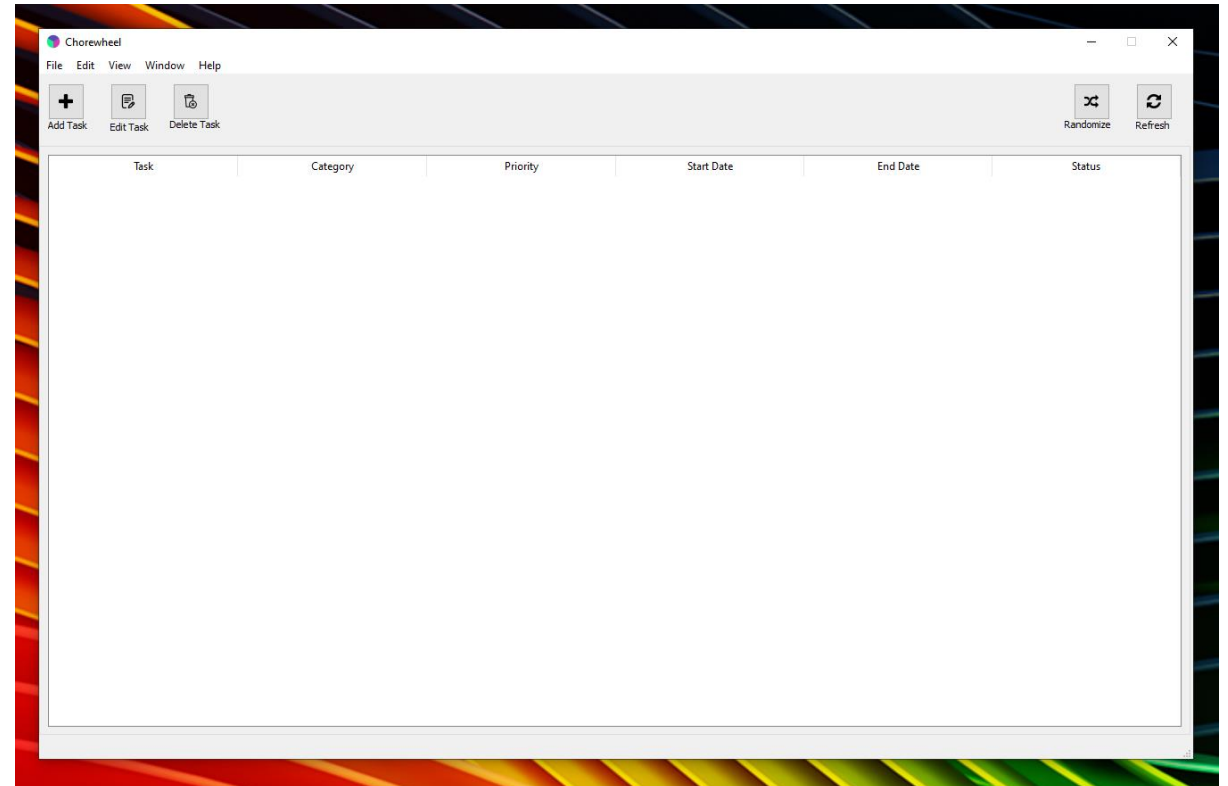 Chorewheel
File Edit View Window Help
Add Task Edit Task Delete Task Randomize Refresh
Task Category Priority Start Date End Date Status